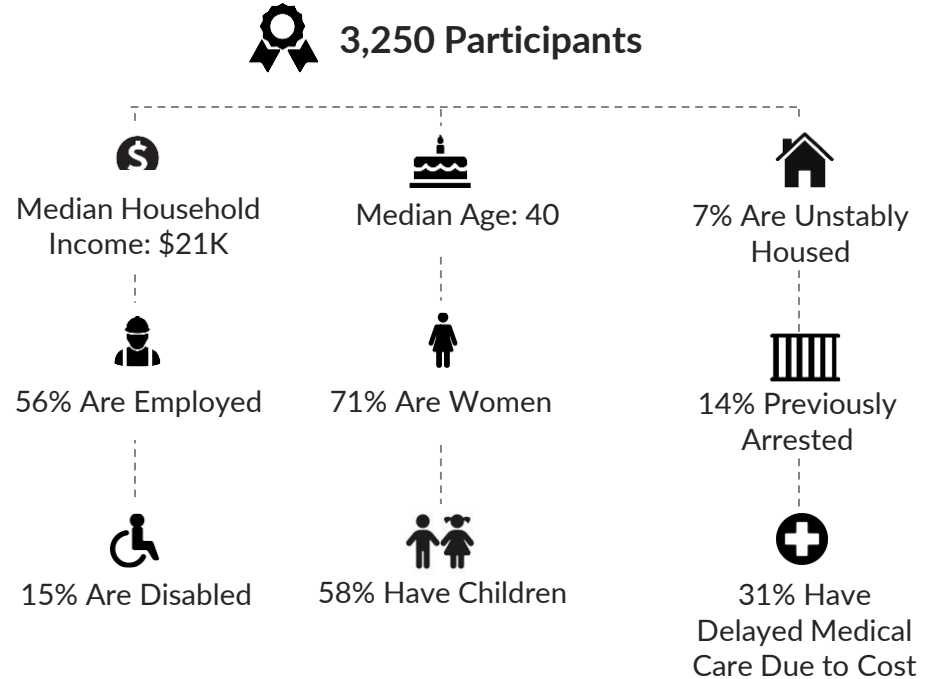 3,250 Participants
Median Household
Income: $21K
Median Age: 40
7% Are Unstably
Housed
56% Are Employed
71% Are Women
14% Previously
Arrested
15% Are Disabled
58% Have Children
31% Have
Delayed Medical
Care Due to Cost